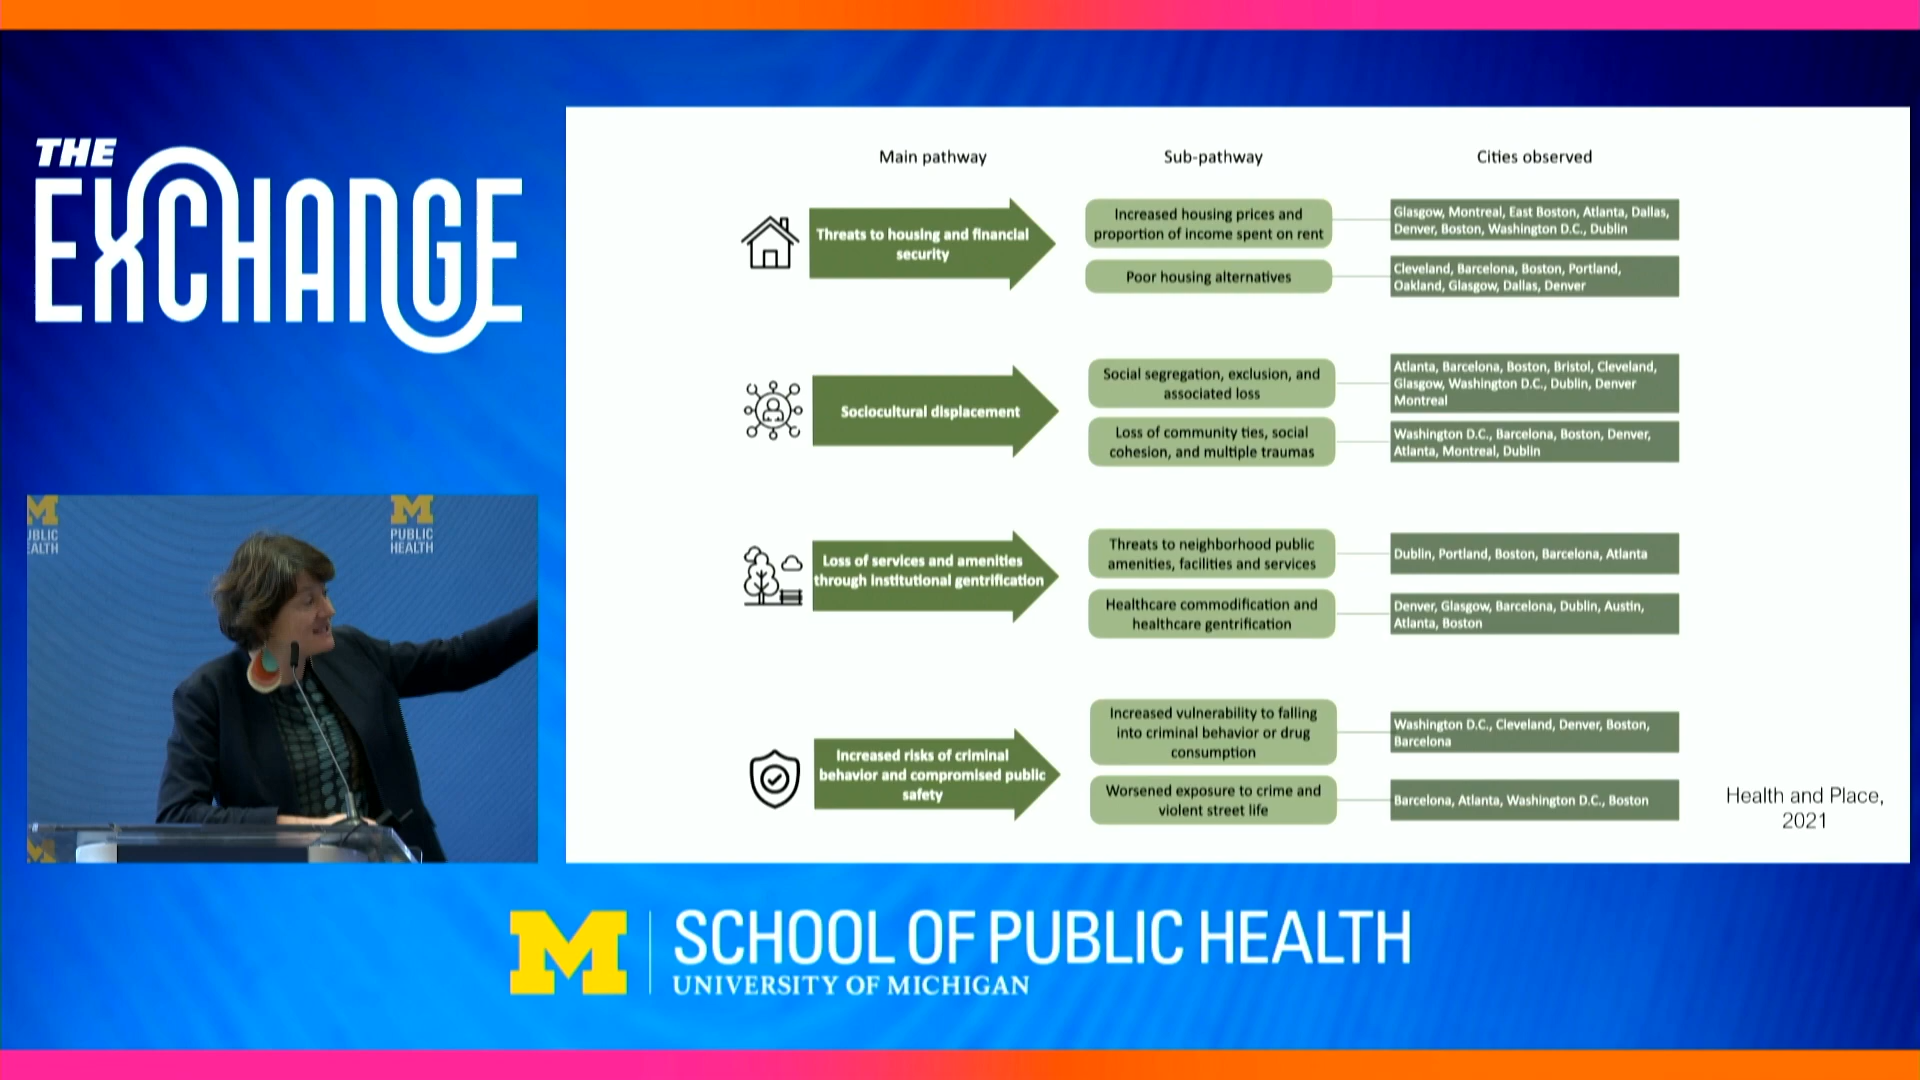 THE
EXCHANGE
Main pathway
Sub-pathway
Cities observed
Threats to housing and financial
security
Increased housing prices and
proportion of income spent on rent
Glasgow, Montreal, East Boston, Atlanta, Dallas,
Denver, Boston, Washington D.C., Dublin
Poor housing alternatives
Cleveland, Barcelona, Boston, Portland,
Oakland, Glasgow, Dallas, Denver
Sociocultural displacement
Social segregation, exclusion, and
associated loss
Atlanta, Barcelona, Boston, Bristol, Cleveland,
Glasgow, Washington D.C., Dublin, Denver
Montreal
Loss of community ties, social
cohesion, and multiple traumas
Washington D.C., Barcelona, Boston, Denver,
Atlanta, Montreal, Dublin
Loss of services and amenities
through institutional gentrification
Threats to neighborhood public
amenities, facilities and services
Dublin, Portland, Boston, Barcelona, Atlanta
Healthcare commodification and
healthcare gentrification
Denver, Glasgow, Barcelona, Dublin, Austin,
Atlanta, Boston
Increased risks of criminal
behavior and compromised public
safety
Increased vulnerability to falling
into criminal behavior or drug
consumption
Washington D.C., Cleveland, Denver, Boston,
Barcelona
Worsened exposure to crime and
violent street life
Barcelona, Atlanta, Washington D.C., Boston
Health and Place,
2021
M
UBLIC
EALTH
M
PUBLIC
HEALTH
M
M
SCHOOL OF PUBLIC HEALTH
UNIVERSITY OF MICHIGAN